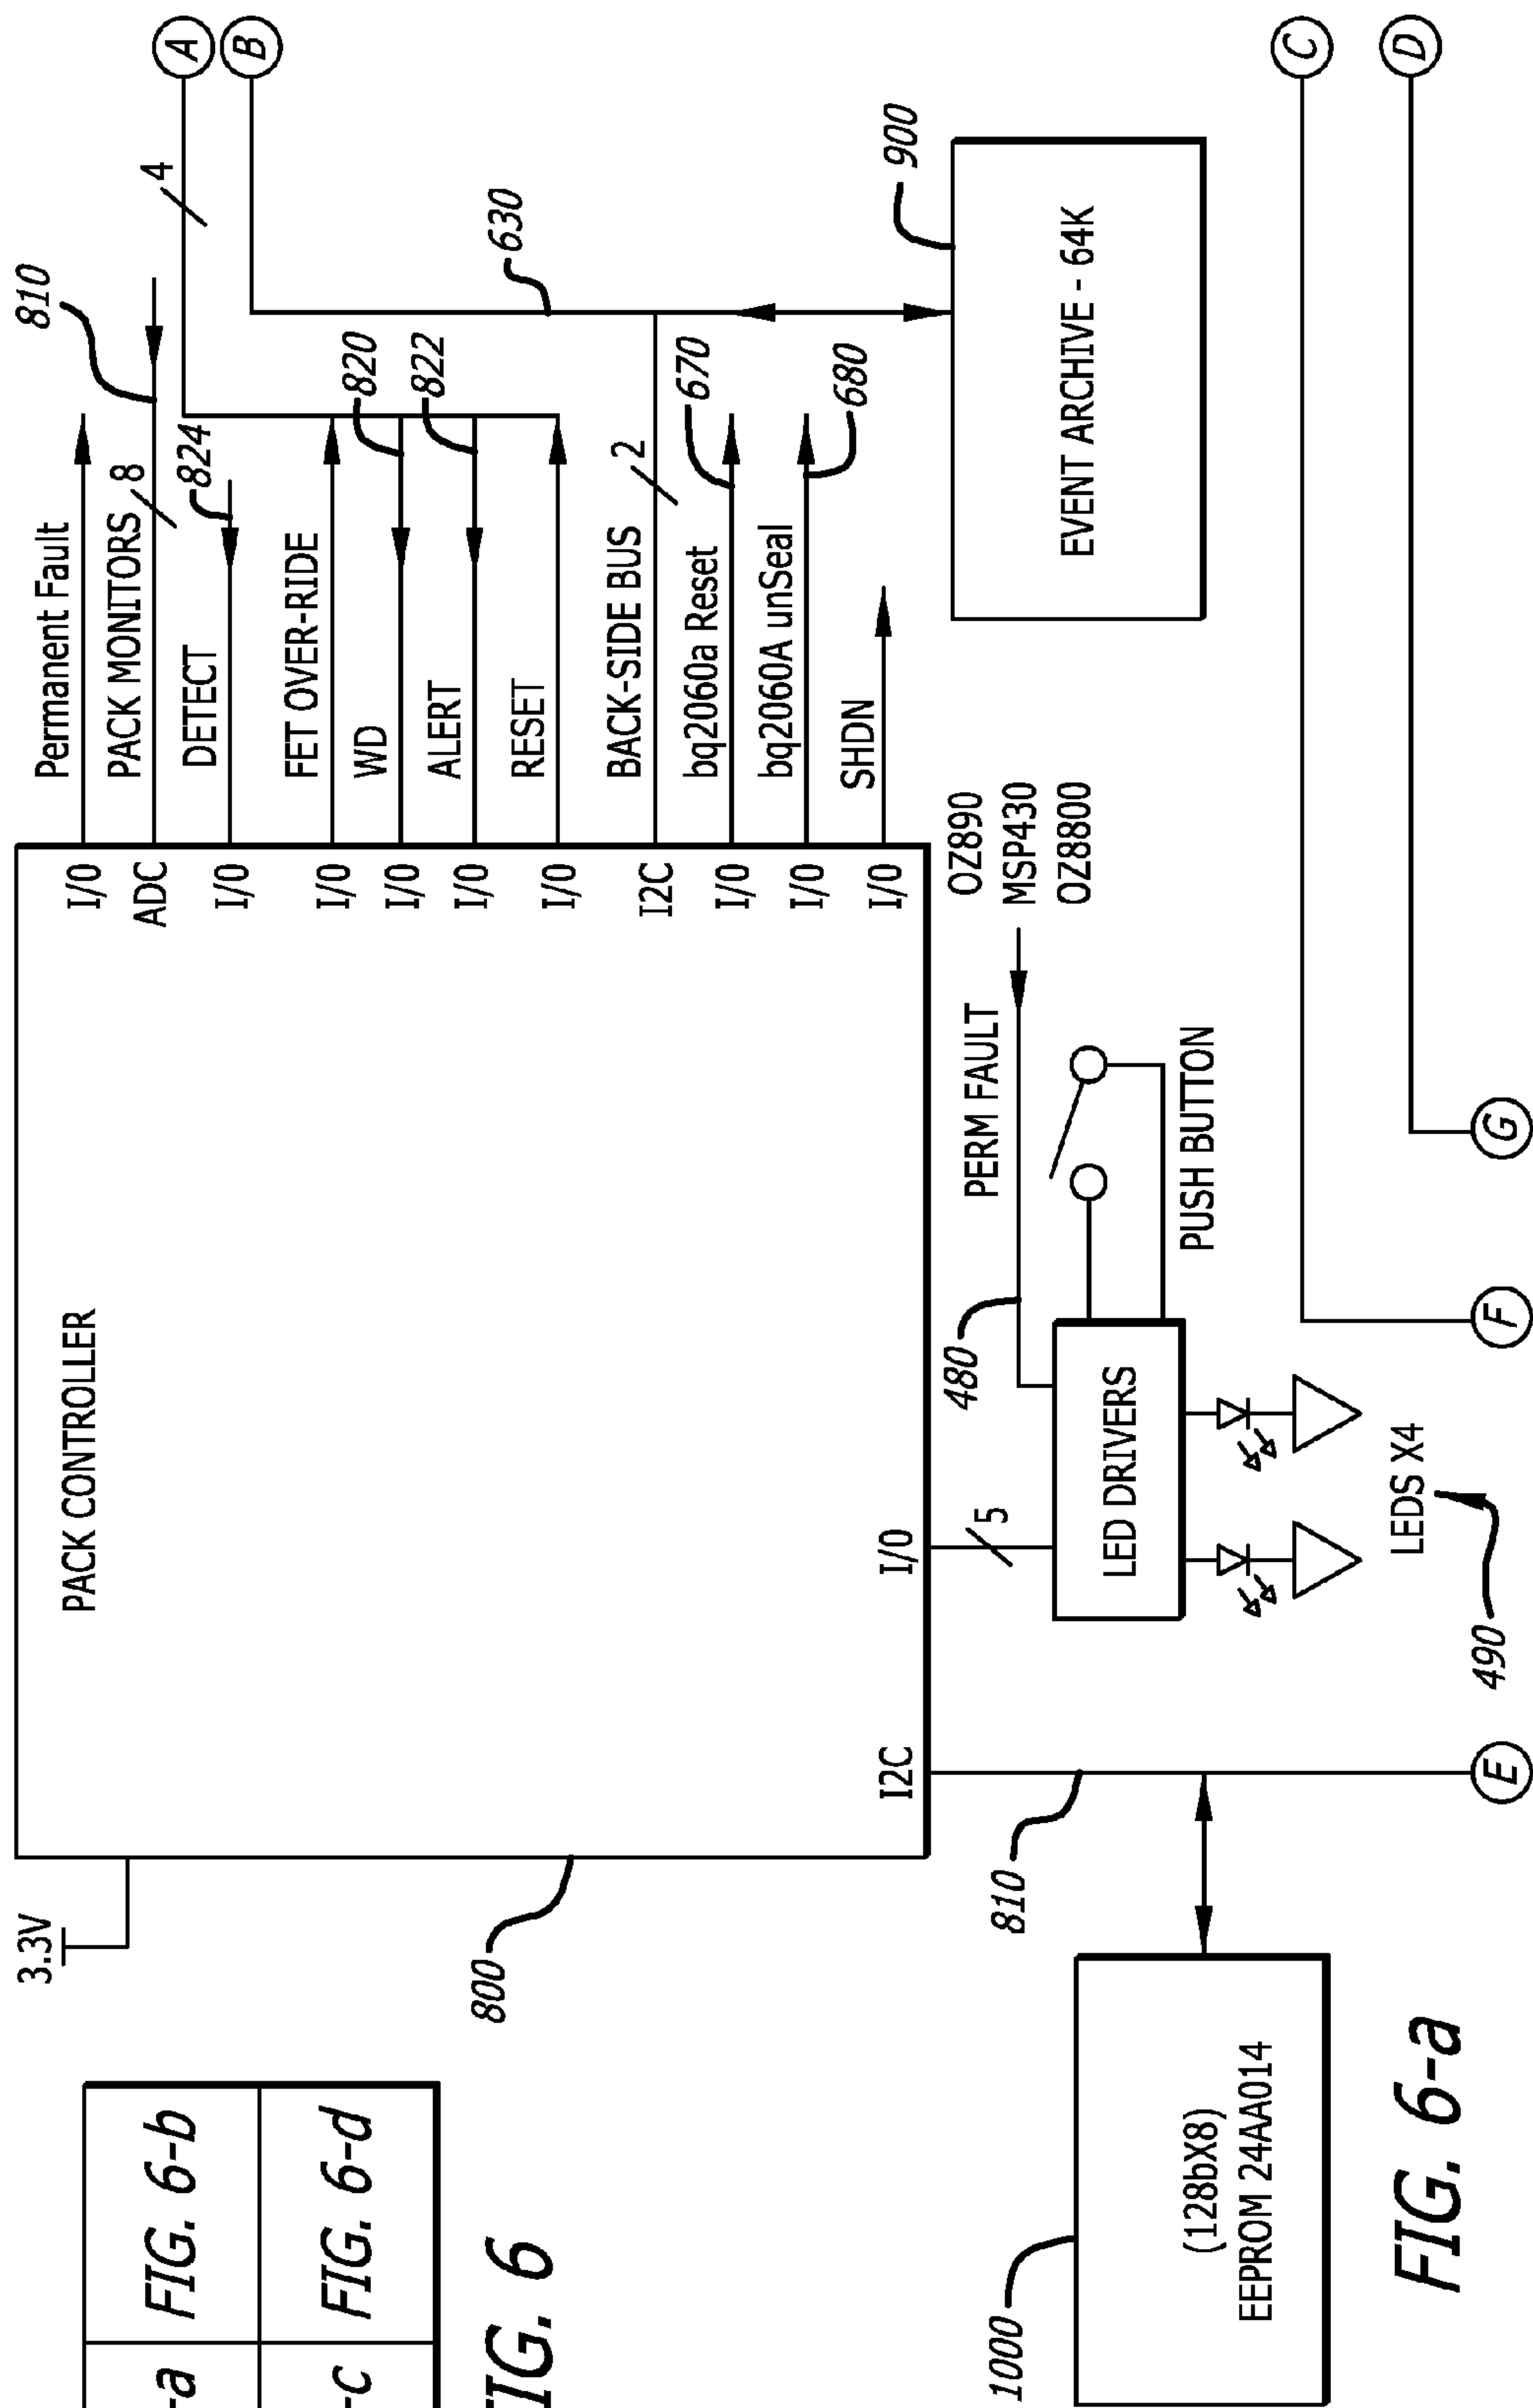 -a FIG. 6-b
-c FIG. 6-d
IG. 6
3.3V
800
PACK CONTROLLER
I/0
ADC
I/0
I/0
I/0
I/0
I/0
I2C
I/0
I/0
I/0
I2C
I/0
Permanent Fault
PACK MONITORS
8
810
DETECT
824
FET OVER-RIDE
WD
820
ALERT
822
RESET
4
A
B
630
BACK-SIDE BUS
2
bq2060a Reset
670
bq2060A unSeal
680
SHDN
900
EVENT ARCHIVE - 64K
OZ890
MSP430
OZ8800
PERM FAULT
480
PUSH BUTTON
5
LED DRIVERS
LEDS X4
490
810
1000
(128bX8)
EEPROM 24AA014
C
D
E
F
G
FIG. 6-a